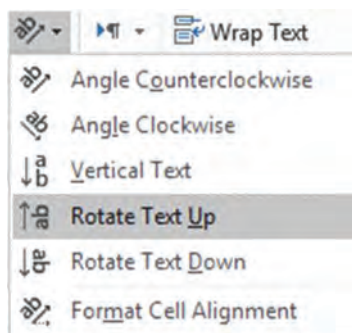 Wrap Text
Angle Counterclockwise
Angle Clockwise
Vertical Text
Rotate Text Up
Rotate Text Down
Format Cell Alignment